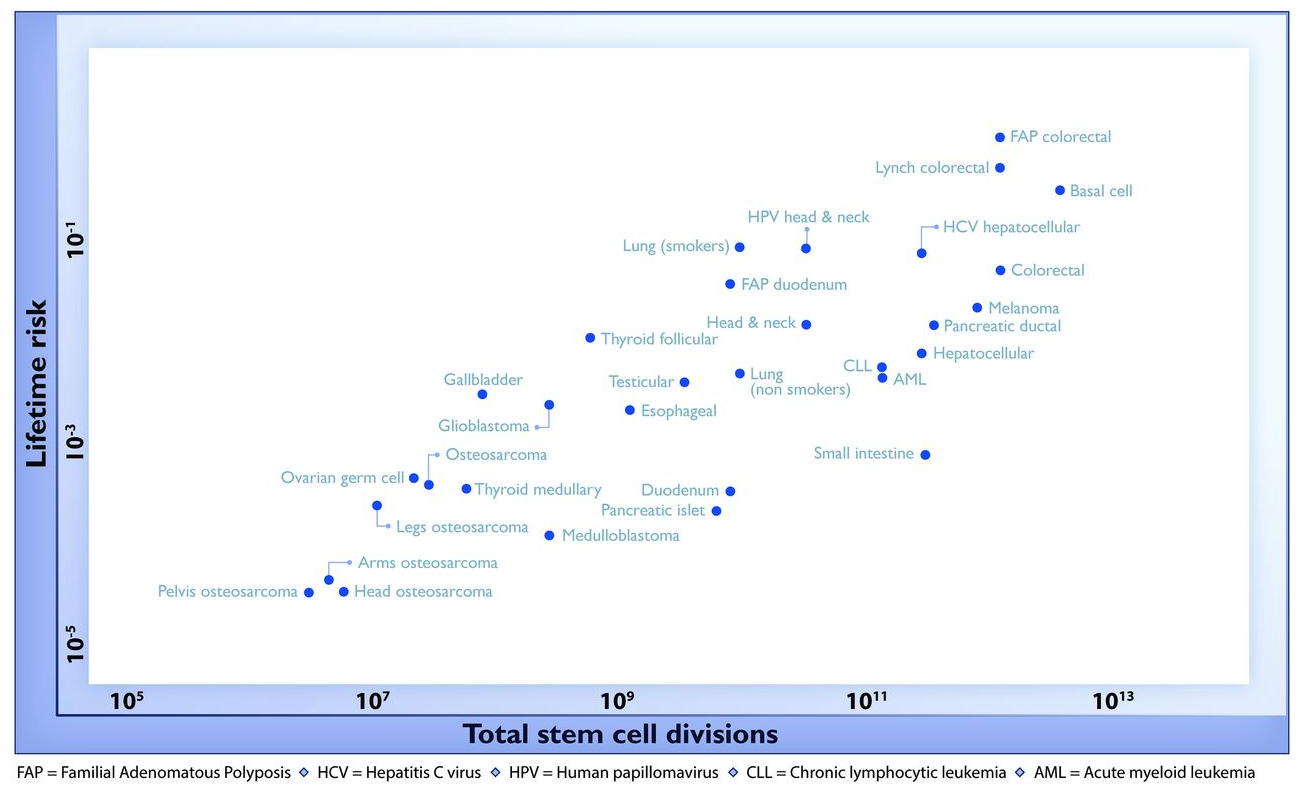 FAP colorectal
Lynch colorectal
Basal cell
HPV head & neck
HCV hepatocellular
Lung (smokers)
Colorectal
FAP duodenum
Melanoma
Head & neck
Pancreatic ductal
Thyroid follicular
Hepatocellular
CLL
Lung
(non smokers)
AML
Gallbladder
Testicular
Esophageal
Glioblastoma
Osteosarcoma
Small intestine
Ovarian germ cell
Thyroid medullary
Duodenum
Pancreatic islet
Legs osteosarcoma
Medulloblastoma
Arms osteosarcoma
Pelvis osteosarcoma
Head osteosarcoma
Lifetime risk
10⁻¹
10⁻³
10⁻⁵
10⁵ 10⁷ 10⁹ 10¹¹ 10¹³
Total stem cell divisions
FAP = Familial Adenomatous Polyposis ◇ HCV = Hepatitis C virus ◇ HPV = Human papillomavirus ◇ CLL = Chronic lymphocytic leukemia ◇ AML = Acute myeloid leukemia